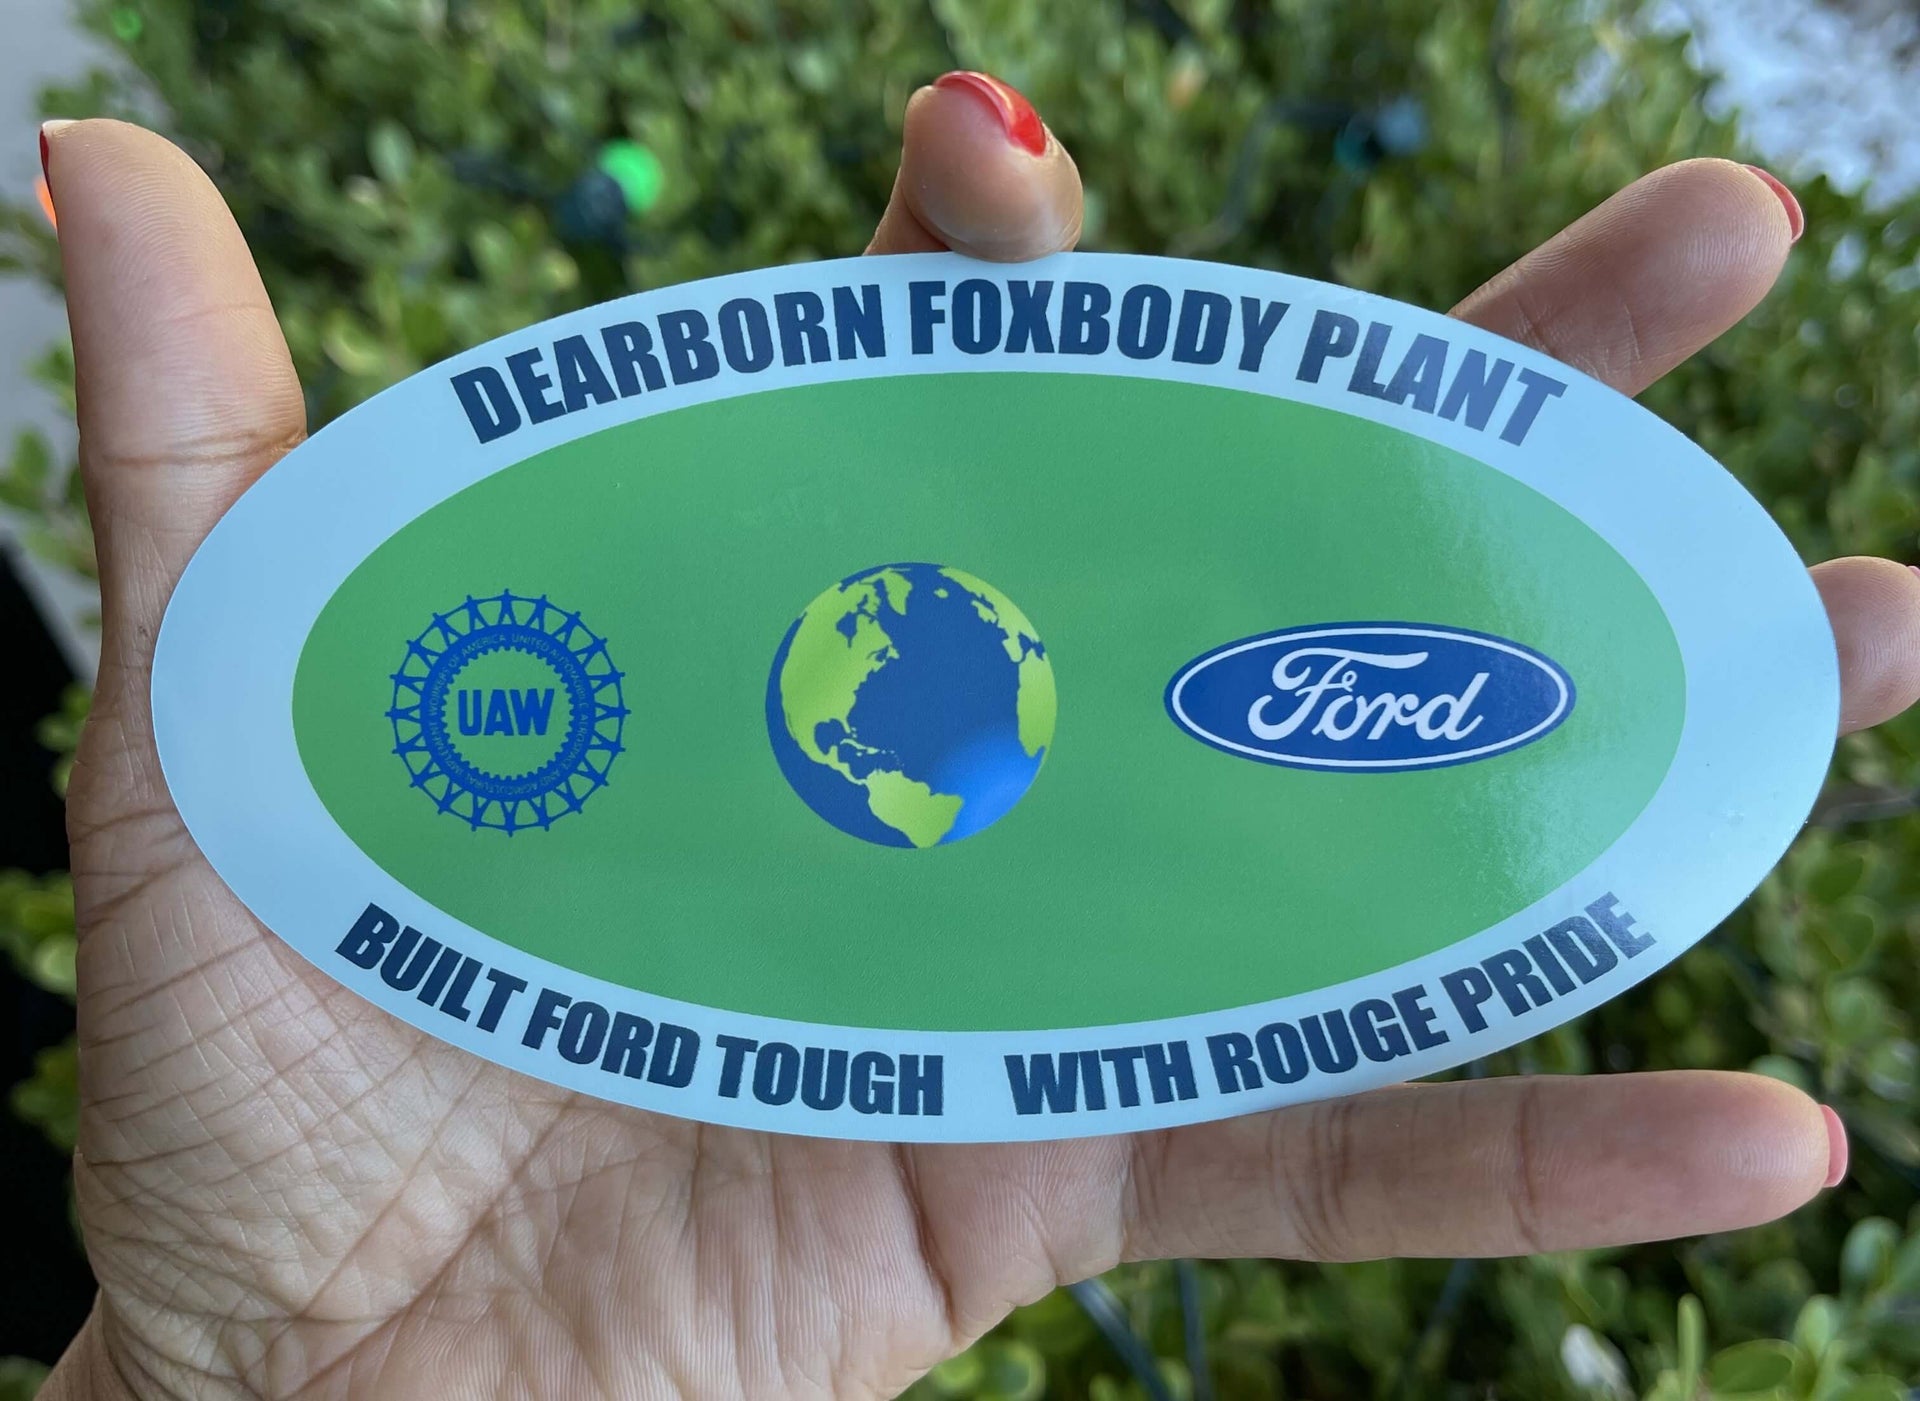 DEARBORN FOXBODY PLANT
UAW
Ford
BUILT FORD TOUGH WITH ROUGE PRIDE